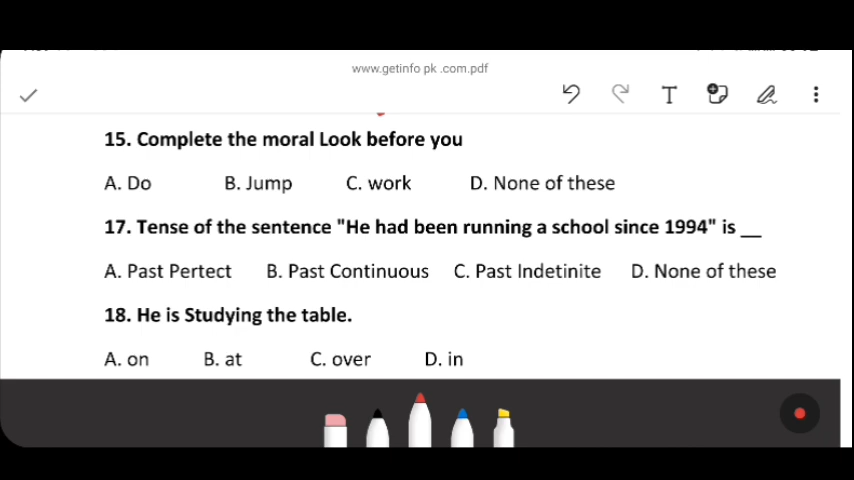 www.getinfo pk .com.pdf
T
15. Complete the moral Look before you
A. Do B. Jump C. work D. None of these
17. Tense of the sentence "He had been running a school since 1994" is __
A. Past Pertect B. Past Continuous C. Past Indetinite D. None of these
18. He is Studying the table.
A. on B. at C. over D. in